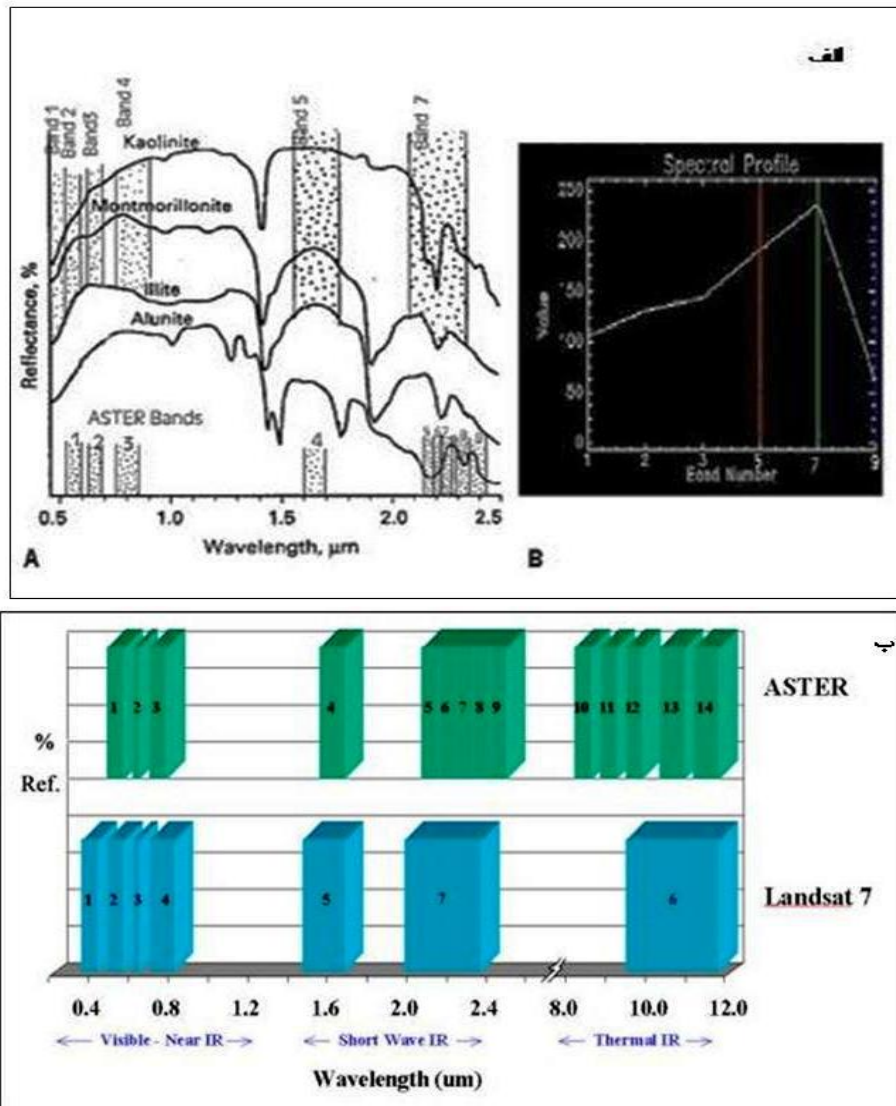 الف
Band 1
Band 2
Band3
Band 4
Band 5
Band 7
Kaolinite
Montmorillonite
Illite
Alunite
ASTER Bands
1 2 3 4 5 6 7 8 9
Reflectance, %
0.5 1.0 1.5 2.0 2.5
Wavelength, µm
A
Spectral Profile
Value
250
200
150
100
50
0
1 2 3 5 7 9
Band Number
B
ب
ASTER
1 2 3 4 5 6 7 8 9 10 11 12 13 14
%
Ref.
Landsat 7
1 2 3 4 5 7 6
0.4 0.8 1.2 1.6 2.0 2.4 8.0 10.0 12.0
Visible - Near IR Short Wave IR Thermal IR
Wavelength (um)